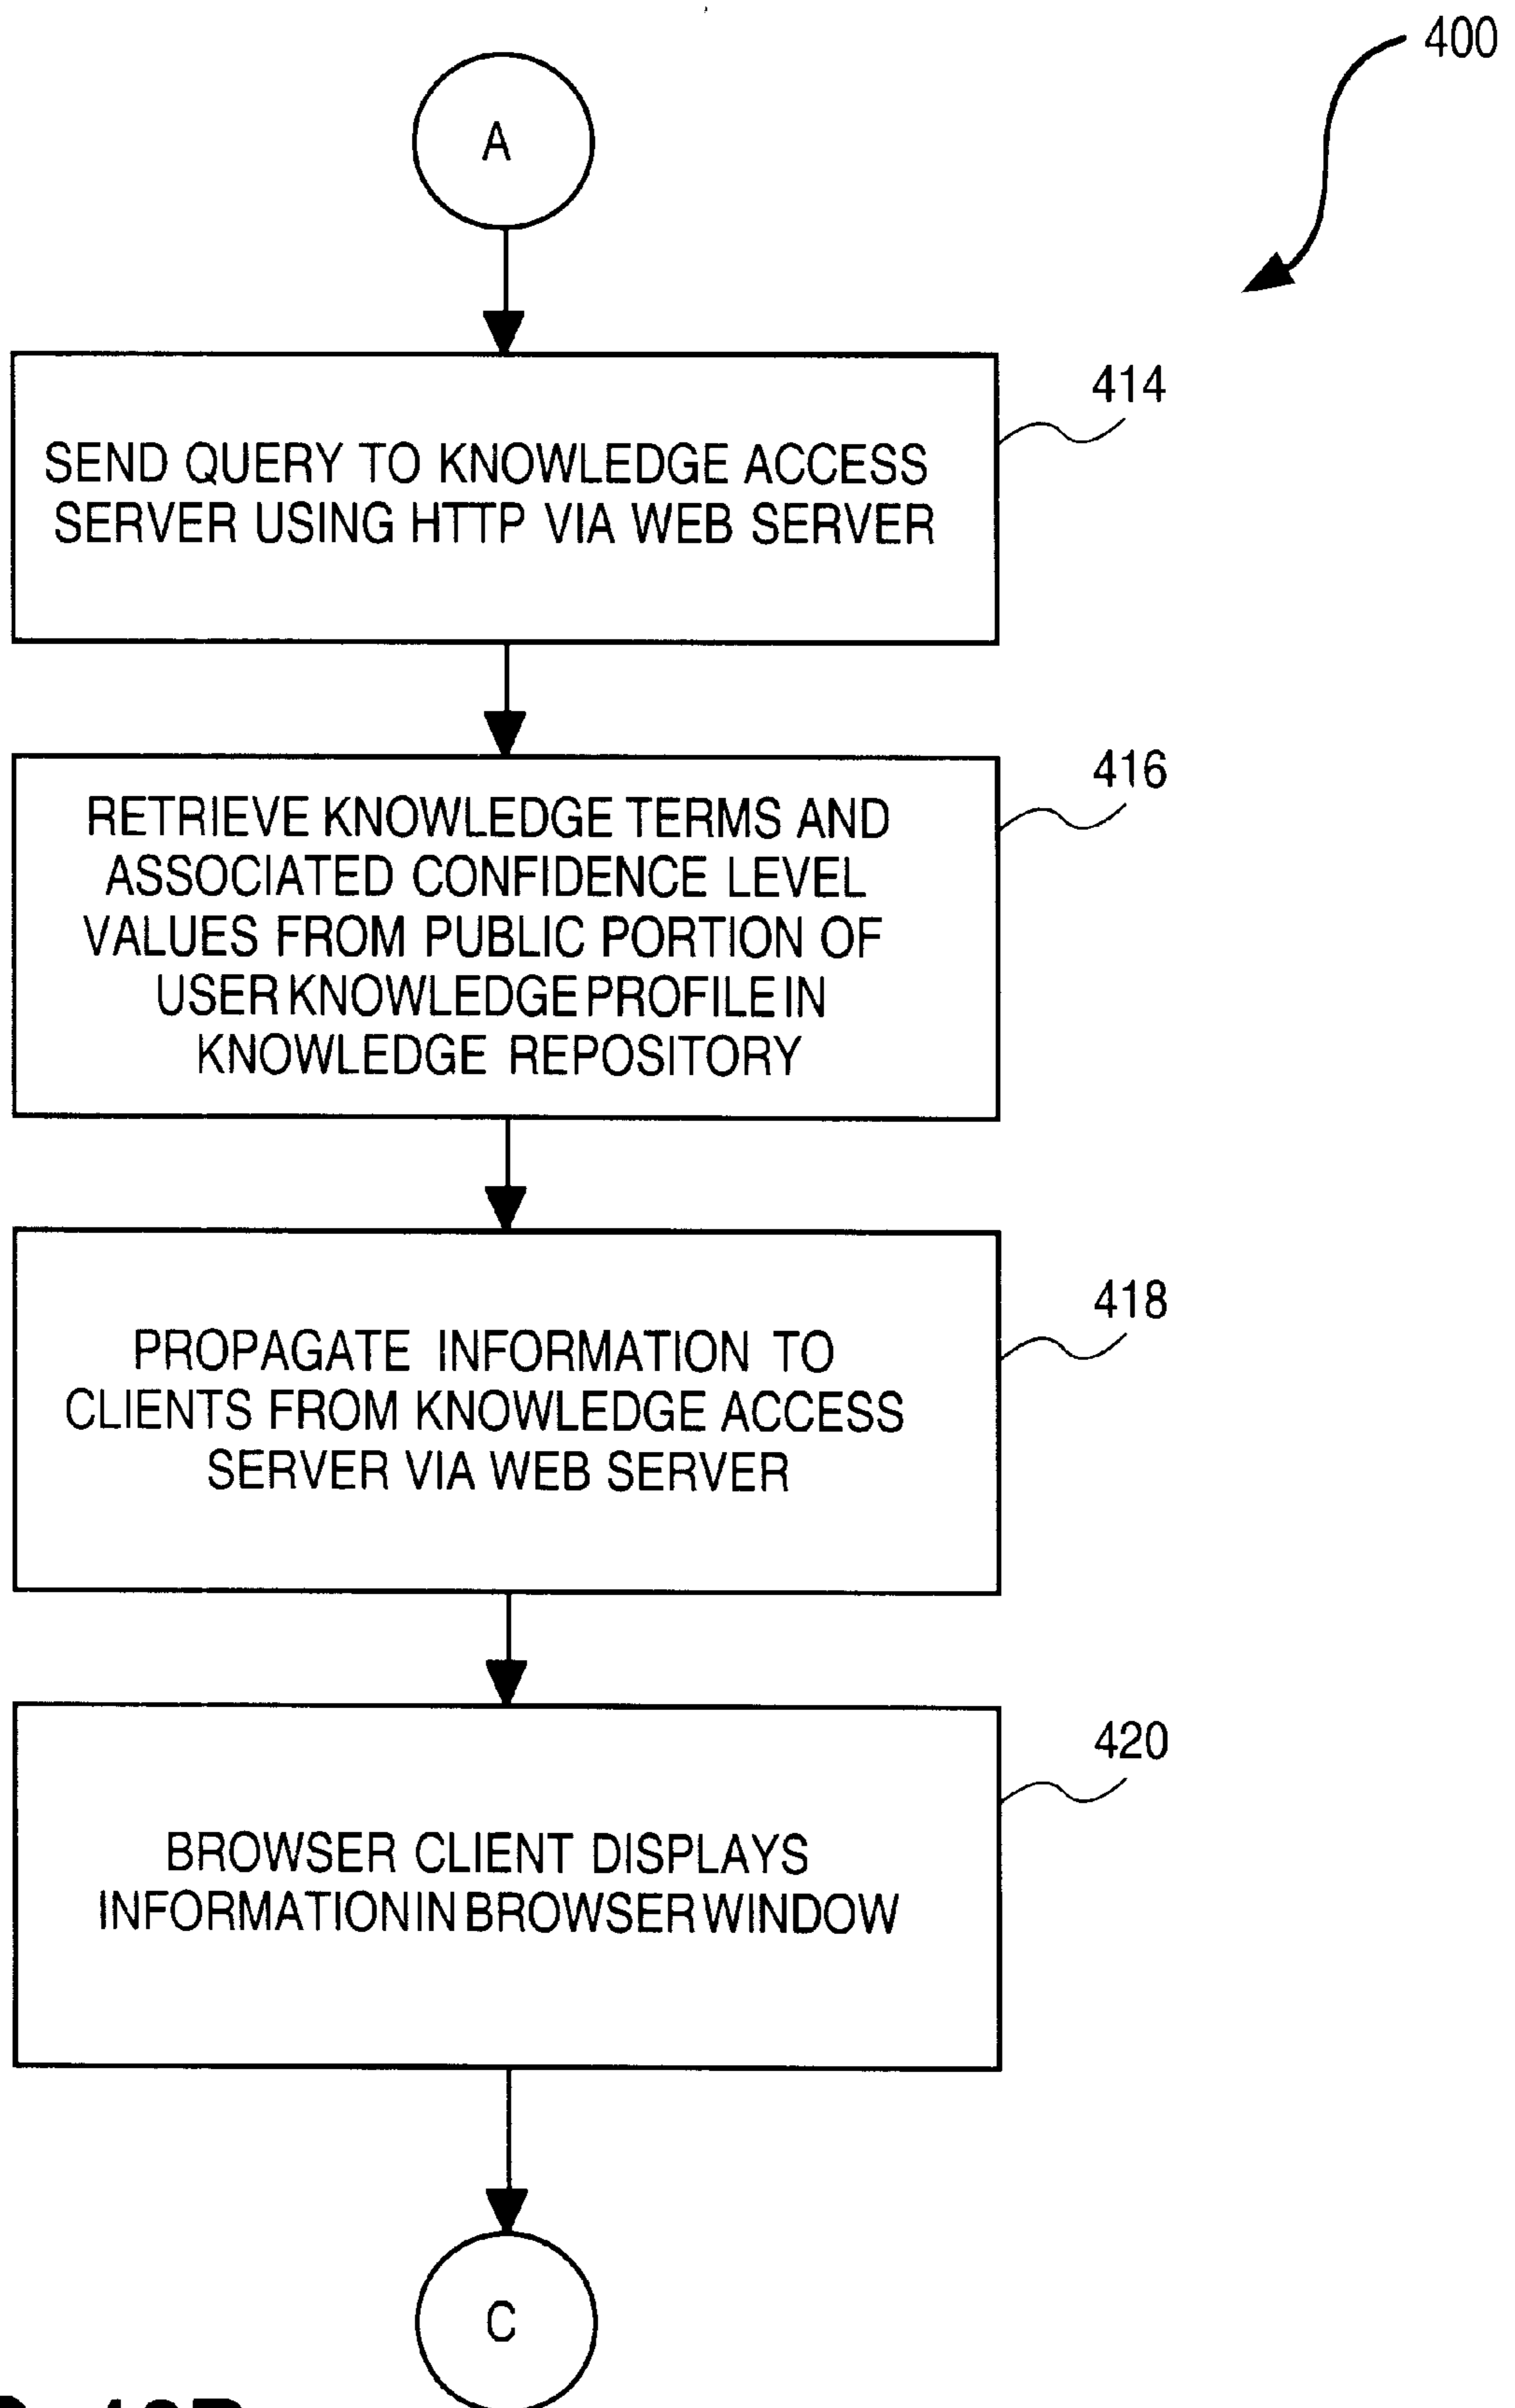 400
A
414
SEND QUERY TO KNOWLEDGE ACCESS
SERVER USING HTTP VIA WEB SERVER
416
RETRIEVE KNOWLEDGE TERMS AND
ASSOCIATED CONFIDENCE LEVEL
VALUES FROM PUBLIC PORTION OF
USER KNOWLEDGE PROFILE IN
KNOWLEDGE REPOSITORY
418
PROPAGATE INFORMATION TO
CLIENTS FROM KNOWLEDGE ACCESS
SERVER VIA WEB SERVER
420
BROWSER CLIENT DISPLAYS
INFORMATION IN BROWSER WINDOW
C